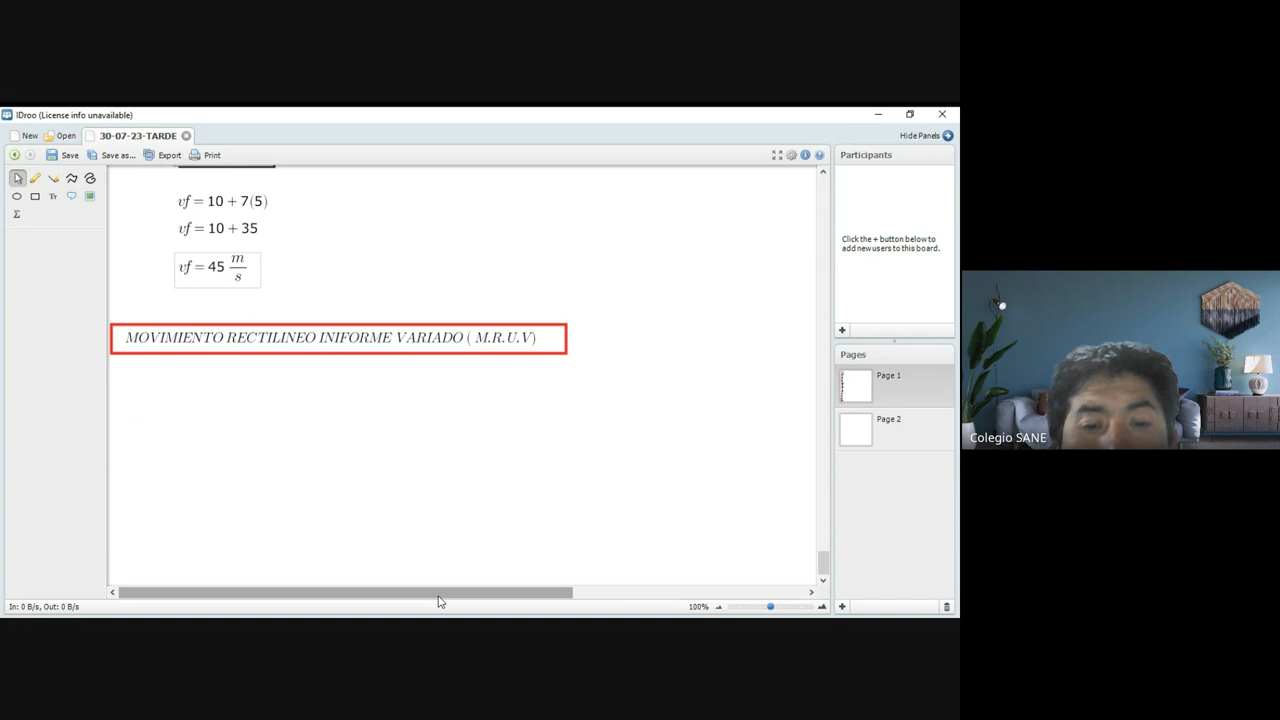 IDroo (License info unavailable)
New Open 30-07-23-TARDE Hide Panels
Save Save as... Export Print
Participants
vf = 10 + 7(5)
vf = 10 + 35
vf = 45 m/s
Click the + button below to
add new users to this board.
MOVIMIENTO RECTILINEO INIFORME VARIADO ( M.R.U.V)
Pages
Page 1
Page 2
Colegio SANE
In: 0 B/s, Out: 0 B/s 100%